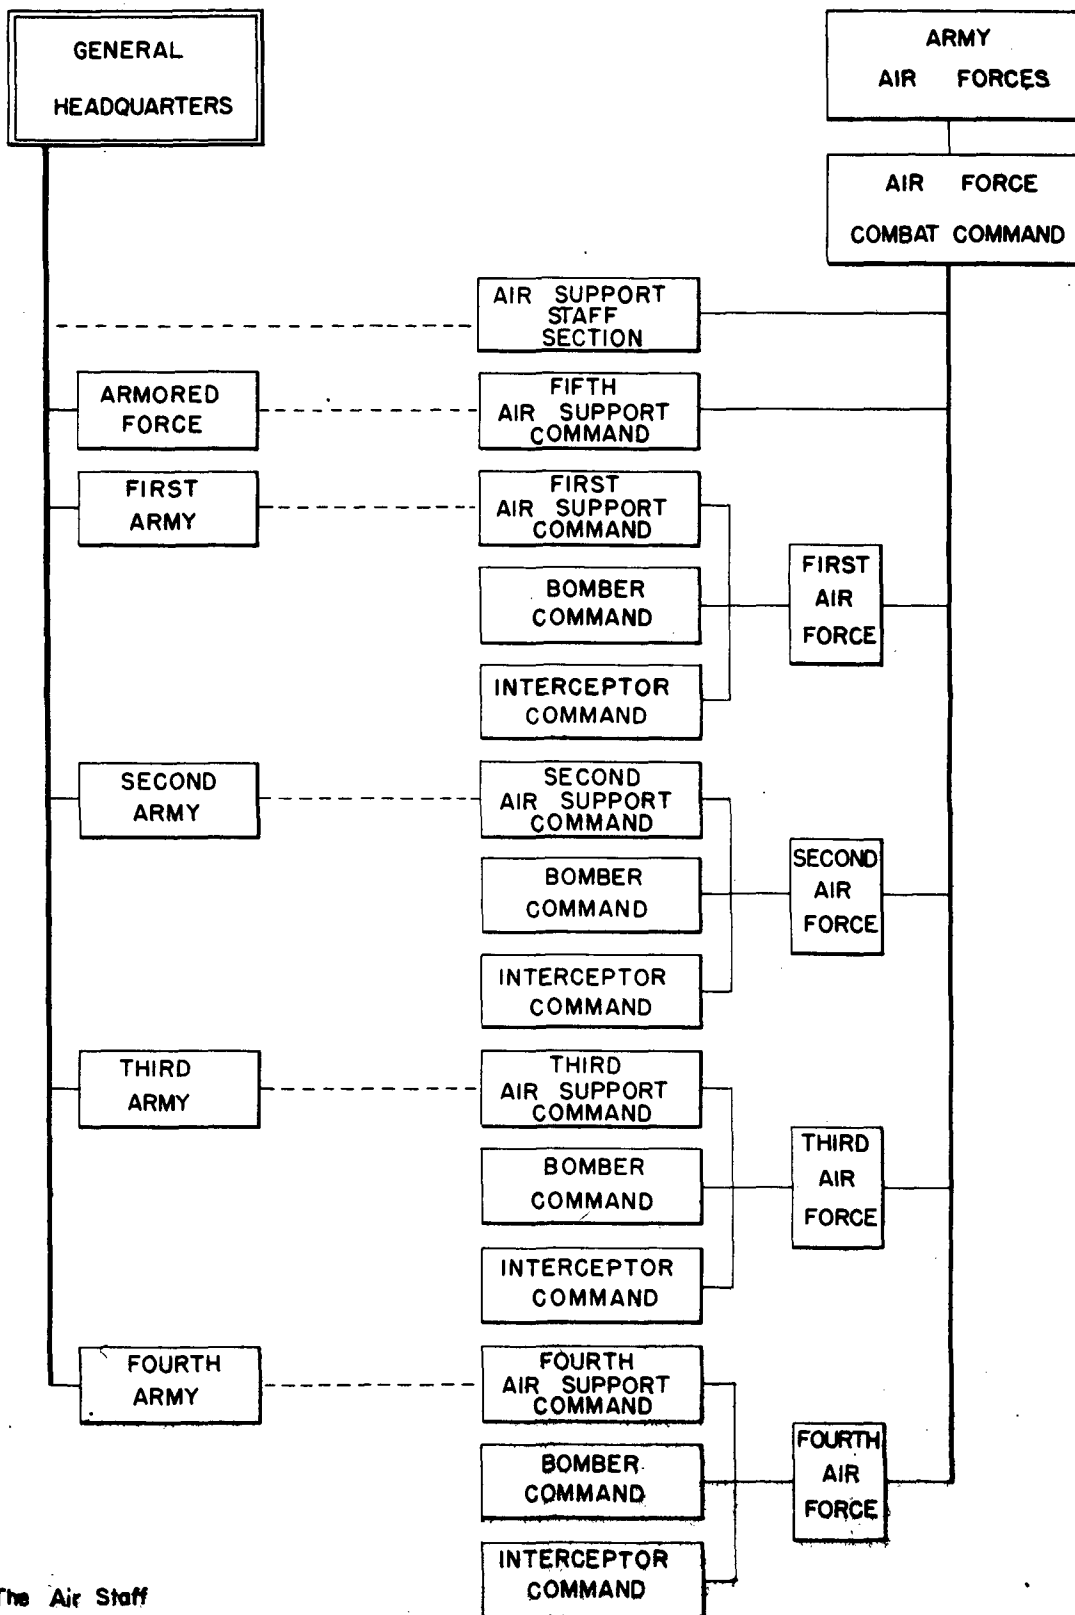 GENERAL
HEADQUARTERS
ARMY
AIR FORCES
AIR FORCE
COMBAT COMMAND
AIR SUPPORT
STAFF
SECTION
ARMORED
FORCE
FIFTH
AIR SUPPORT
COMMAND
FIRST
ARMY
FIRST
AIR SUPPORT
COMMAND
BOMBER
COMMAND
INTERCEPTOR
COMMAND
FIRST
AIR
FORCE
SECOND
ARMY
SECOND
AIR SUPPORT
COMMAND
BOMBER
COMMAND
INTERCEPTOR
COMMAND
SECOND
AIR
FORCE
THIRD
ARMY
THIRD
AIR SUPPORT
COMMAND
BOMBER
COMMAND
INTERCEPTOR
COMMAND
THIRD
AIR
FORCE
FOURTH
ARMY
FOURTH
AIR SUPPORT
COMMAND
BOMBER
COMMAND
INTERCEPTOR
COMMAND
FOURTH
AIR
FORCE
The Air Staff